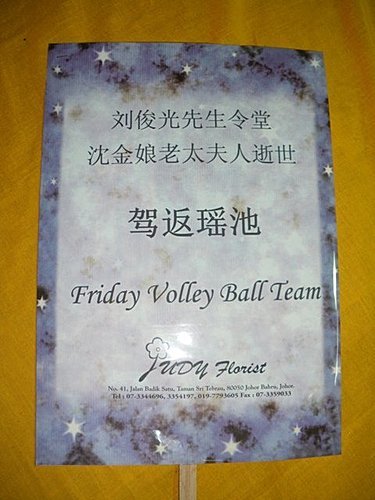 刘俊光先生令堂
沈金娘老太夫人逝世
驾返瑶池
Friday Volley Ball Team
JUDY Florist
No. 41, Jalan Badik Satu, Taman Sri Tebrau, 80050 Johor Bahru, Johor.
Tel : 07-3344696, 3354197, 019-7793605 Fax : 07-3359033